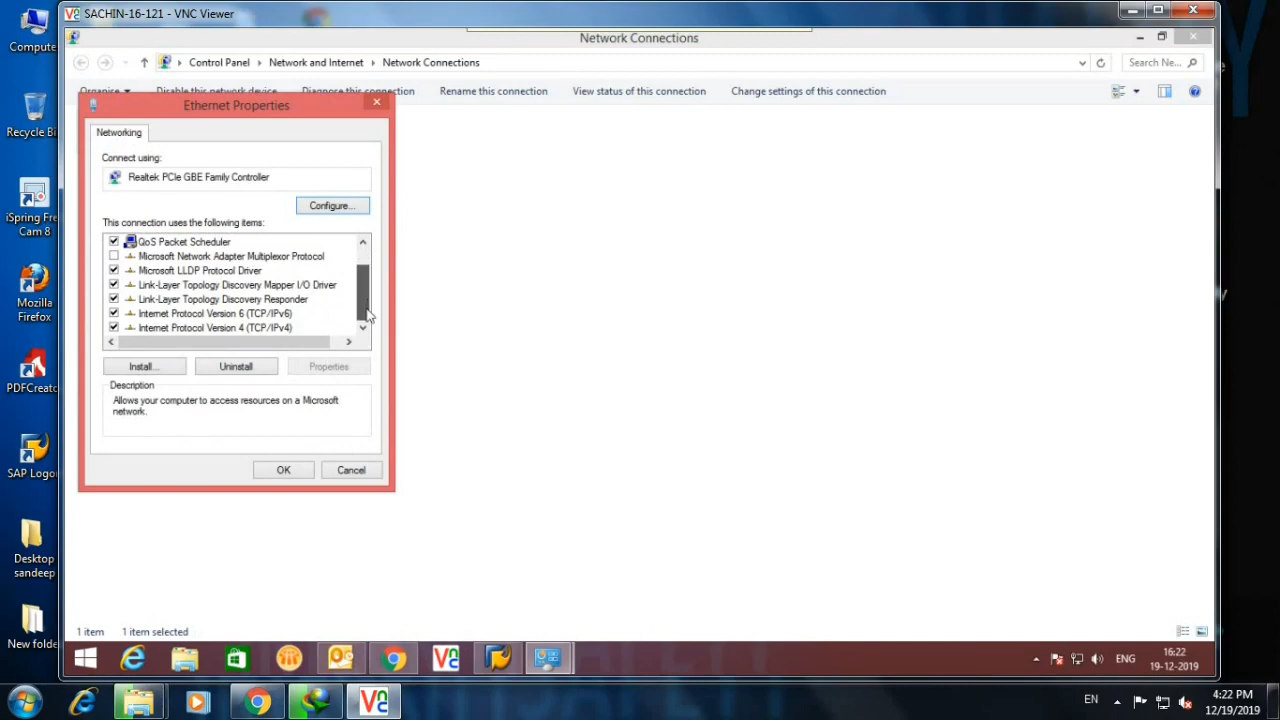 SACHIN-16-121 - VNC Viewer
Network Connections
Control Panel
Network and Internet
Network Connections
Search Ne...
Organise
Disable this network device
Diagnose this connection
Rename this connection
View status of this connection
Change settings of this connection
Ethernet Properties
Networking
Connect using:
Realtek PCIe GBE Family Controller
Configure...
This connection uses the following items:
QoS Packet Scheduler
Microsoft Network Adapter Multiplexor Protocol
Microsoft LLDP Protocol Driver
Link-Layer Topology Discovery Mapper I/O Driver
Link-Layer Topology Discovery Responder
Internet Protocol Version 6 (TCP/IPv6)
Internet Protocol Version 4 (TCP/IPv4)
Install...
Uninstall
Properties
Description
Allows your computer to access resources on a Microsoft
network.
OK
Cancel
1 item
1 item selected
ENG
16:22
19-12-2019
Compute
Recycle Bi
iSpring Fre
Cam 8
Mozilla
Firefox
PDFCreato
SAP Logo
Desktop
sandeep
New folde
EN
4:22 PM
12/19/2019